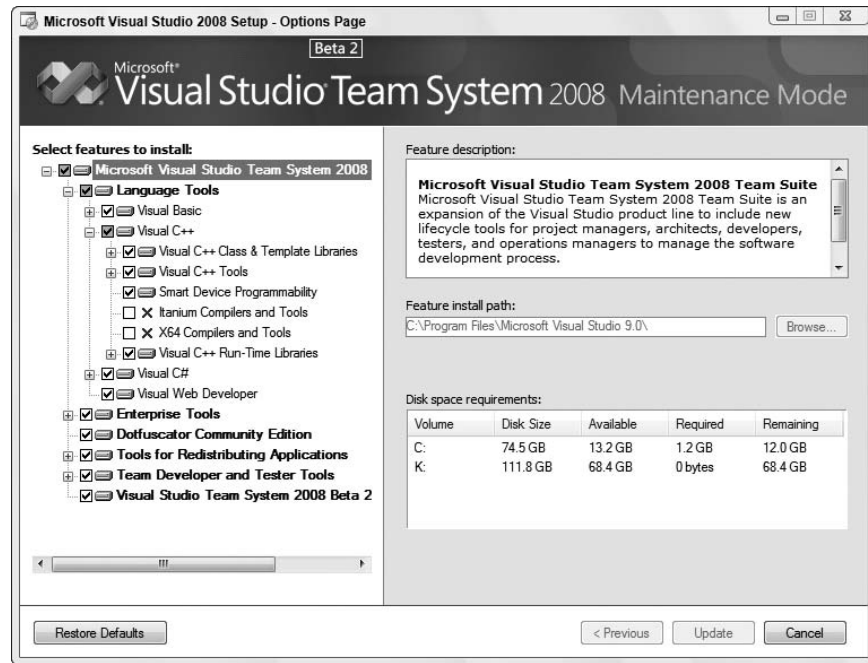 Microsoft Visual Studio 2008 Setup - Options Page
Beta 2
Microsoft®
Visual Studio Team System 2008 Maintenance Mode
Select features to install:
Microsoft Visual Studio Team System 2008
Language Tools
Visual Basic
Visual C++
Visual C++ Class & Template Libraries
Visual C++ Tools
Smart Device Programmability
Itanium Compilers and Tools
X64 Compilers and Tools
Visual C++ Run-Time Libraries
Visual C#
Visual Web Developer
Enterprise Tools
Dotfuscator Community Edition
Tools for Redistributing Applications
Team Developer and Tester Tools
Visual Studio Team System 2008 Beta 2
Feature description:
Microsoft Visual Studio Team System 2008 Team Suite
Microsoft Visual Studio Team System 2008 Team Suite is an
expansion of the Visual Studio product line to include new
lifecycle tools for project managers, architects, developers,
testers, and operations managers to manage the software
development process.
Feature install path:
C:\Program Files\Microsoft Visual Studio 9.0\
Browse...
Disk space requirements:
Volume Disk Size Available Required Remaining
C: 74.5 GB 13.2 GB 1.2 GB 12.0 GB
K: 111.8 GB 68.4 GB 0 bytes 68.4 GB
Restore Defaults
< Previous
Update
Cancel